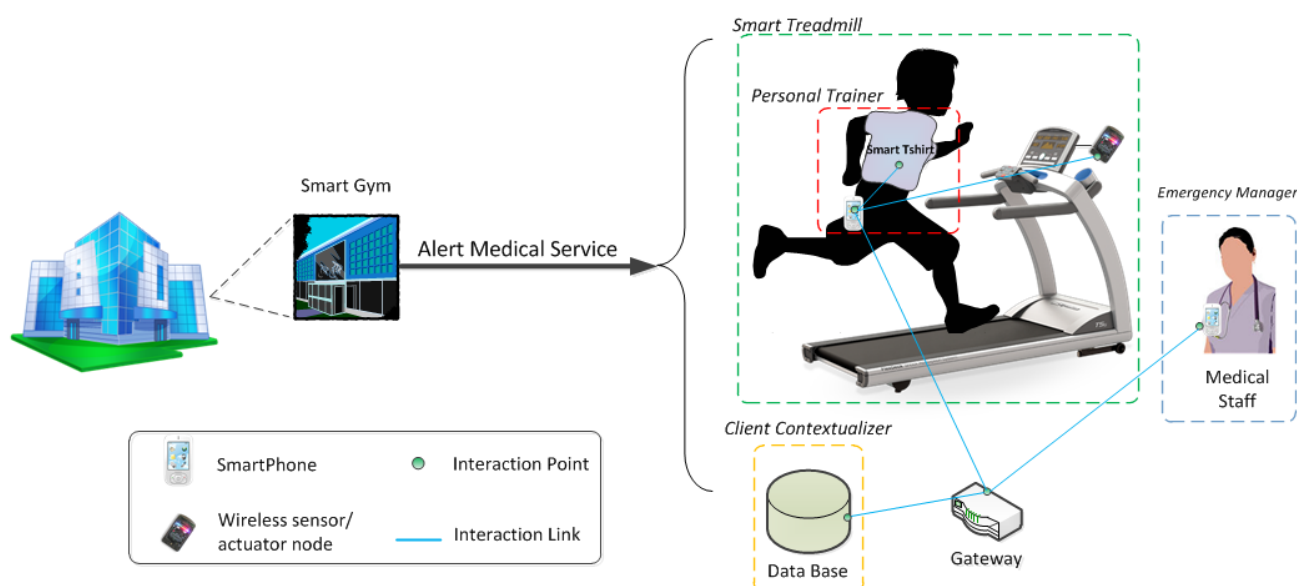 Smart Treadmill
Personal Trainer
Smart Tshirt
Smart Gym
Alert Medical Service
Emergency Manager
Medical
Staff
Client Contextualizer
SmartPhone
Interaction Point
Wireless sensor/
actuator node
Interaction Link
Data Base
Gateway